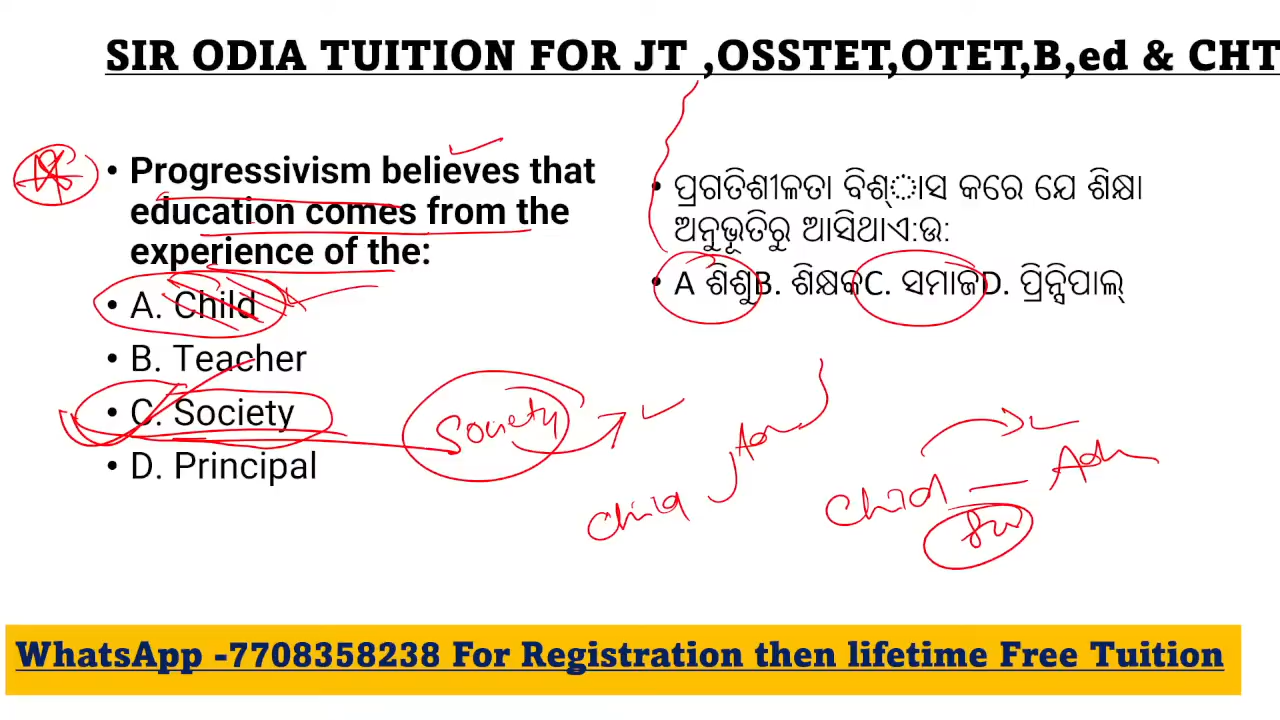 SIR ODIA TUITION FOR JT ,OSSTET,OTET,B,ed & CHT
• Progressivism believes that
education comes from the
experience of the:
• A. Child
• B. Teacher
• C. Society
• D. Principal
• ପ୍ରଗତିଶୀଳତା ବିଶ୍ାସ କରେ ଯେ ଶିକ୍ଷା
ଅନୁଭୂତିରୁ ଆସିଥାଏ:ଉ:
• A ଶିଶୁB. ଶିକ୍ଷକC. ସମାଜD. ପ୍ରିନ୍ସିପାଲ୍
Society
Child
Child
WhatsApp -7708358238 For Registration then lifetime Free Tuition